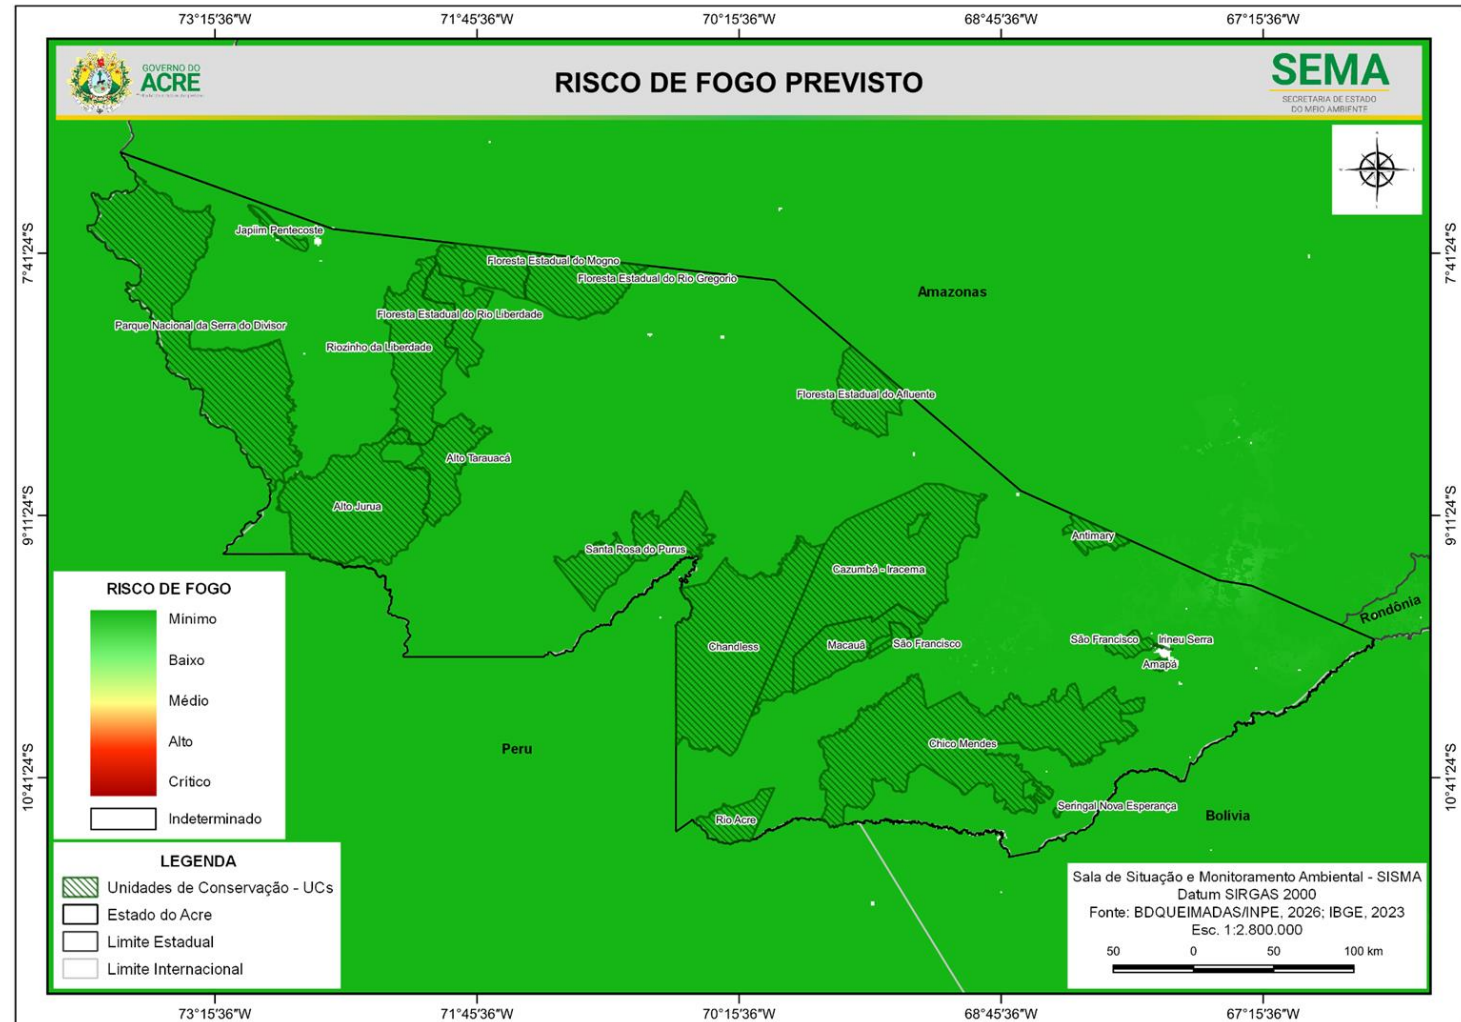 73°15'36"W
71°45'36"W
70°15'36"W
68°45'36"W
67°15'36"W
GOVERNO DO
ACRE
RISCO DE FOGO PREVISTO
SEMA
SECRETARIA DE ESTADO
DO MEIO AMBIENTE
7°41'24"S
7°41'24"S
Japiim Pentecoste
Floresta Estadual do Mogno
Floresta Estadual do Rio Gregorio
Amazonas
Floresta Estadual do Rio Liberdade
Parque Nacional da Serra do Divisor
Riozinho da Liberdade
Floresta Estadual do Afluente
Alto Tarauacá
Alto Jurua
9°11'24"S
9°11'24"S
Antimary
Santa Rosa do Purus
Cazumbá - Iracema
Rondônia
Chandless
Macauã
São Francisco
São Francisco
Irineu Serra
Amapá
Peru
Chico Mendes
10°41'24"S
10°41'24"S
Seringal Nova Esperança
Rio Acre
Bolívia
RISCO DE FOGO
Mínimo
Baixo
Médio
Alto
Crítico
Indeterminado
LEGENDA
Unidades de Conservação - UCs
Estado do Acre
Limite Estadual
Limite Internacional
Sala de Situação e Monitoramento Ambiental - SISMA
Datum SIRGAS 2000
Fonte: BDQUEIMADAS/INPE, 2026; IBGE, 2023
Esc. 1:2.800.000
50 0 50 100 km
73°15'36"W
71°45'36"W
70°15'36"W
68°45'36"W
67°15'36"W